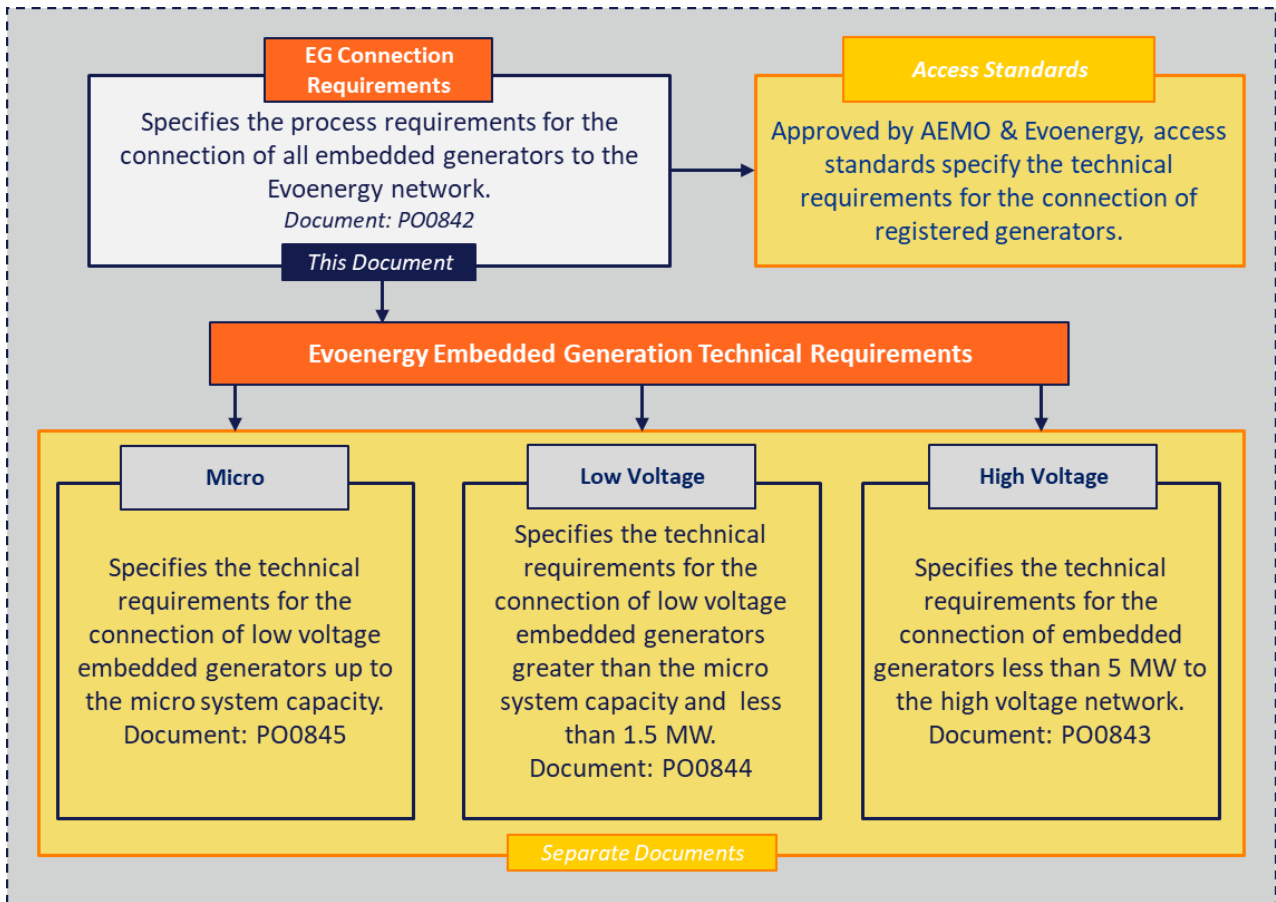 EG Connection
Requirements
Specifies the process requirements for the
connection of all embedded generators to the
Evoenergy network.
Document: PO0842
This Document
Access Standards
Approved by AEMO & Evoenergy, access
standards specify the technical
requirements for the connection of
registered generators.
Evoenergy Embedded Generation Technical Requirements
Micro
Specifies the technical
requirements for the
connection of low voltage
embedded generators up to
the micro system capacity.
Document: PO0845
Low Voltage
Specifies the technical
requirements for the
connection of low voltage
embedded generators
greater than the micro
system capacity and less
than 1.5 MW.
Document: PO0844
High Voltage
Specifies the technical
requirements for the
connection of embedded
generators less than 5 MW to
the high voltage network.
Document: PO0843
Separate Documents